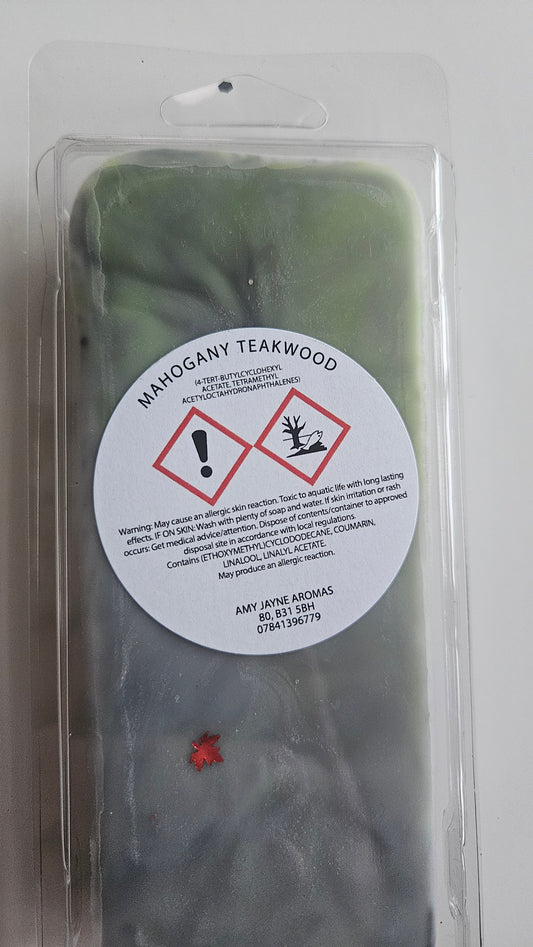 MAHOGANY TEAKWOOD
(4-TERT-BUTYLCYCLOHEXYL
ACETATE, TETRAMETHYL
ACETYLOCTAHYDRONAPHTHALENES)
Warning: May cause an allergic skin reaction. Toxic to aquatic life with long lasting
effects. IF ON SKIN: Wash with plenty of soap and water. If skin irritation or rash
occurs: Get medical advice/attention. Dispose of contents/container to approved
disposal site in accordance with local regulations.
Contains (ETHOXYMETHYL)CYCLODODECANE, COUMARIN,
LINALOOL, LINALYL ACETATE.
May produce an allergic reaction.
AMY JAYNE AROMAS
80, B31 5BH
07841396779